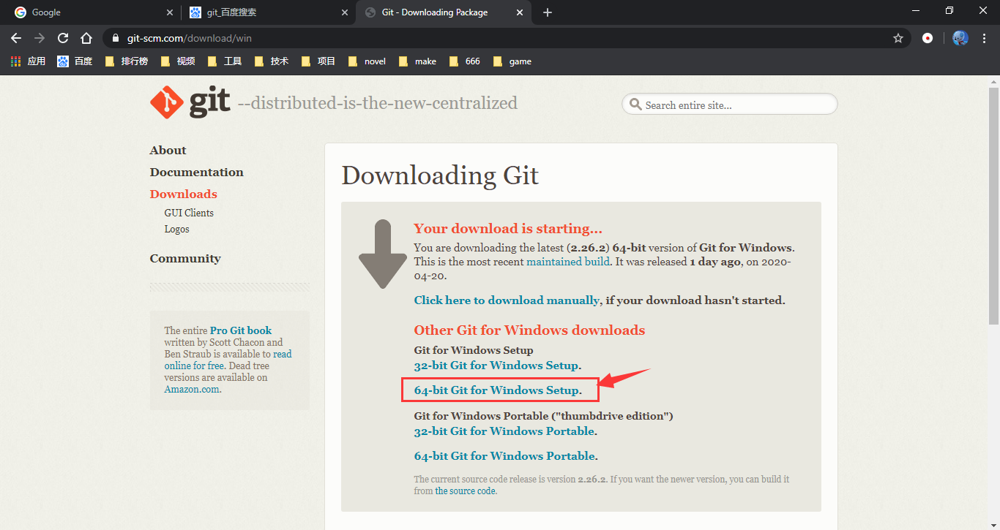 Google
git_百度搜索
Git - Downloading Package
git-scm.com/download/win
应用
百度
排行榜
视频
工具
技术
项目
novel
make
666
game
git --distributed-is-the-new-centralized
Search entire site...
About
Documentation
Downloads
GUI Clients
Logos
Community
The entire Pro Git book
written by Scott Chacon and
Ben Straub is available to read
online for free. Dead tree
versions are available on
Amazon.com.
Downloading Git
Your download is starting...
You are downloading the latest (2.26.2) 64-bit version of Git for Windows.
This is the most recent maintained build. It was released 1 day ago, on 2020-
04-20.
Click here to download manually, if your download hasn't started.
Other Git for Windows downloads
Git for Windows Setup
32-bit Git for Windows Setup.
64-bit Git for Windows Setup.
Git for Windows Portable ("thumbdrive edition")
32-bit Git for Windows Portable.
64-bit Git for Windows Portable.
The current source code release is version 2.26.2. If you want the newer version, you can build it
from the source code.